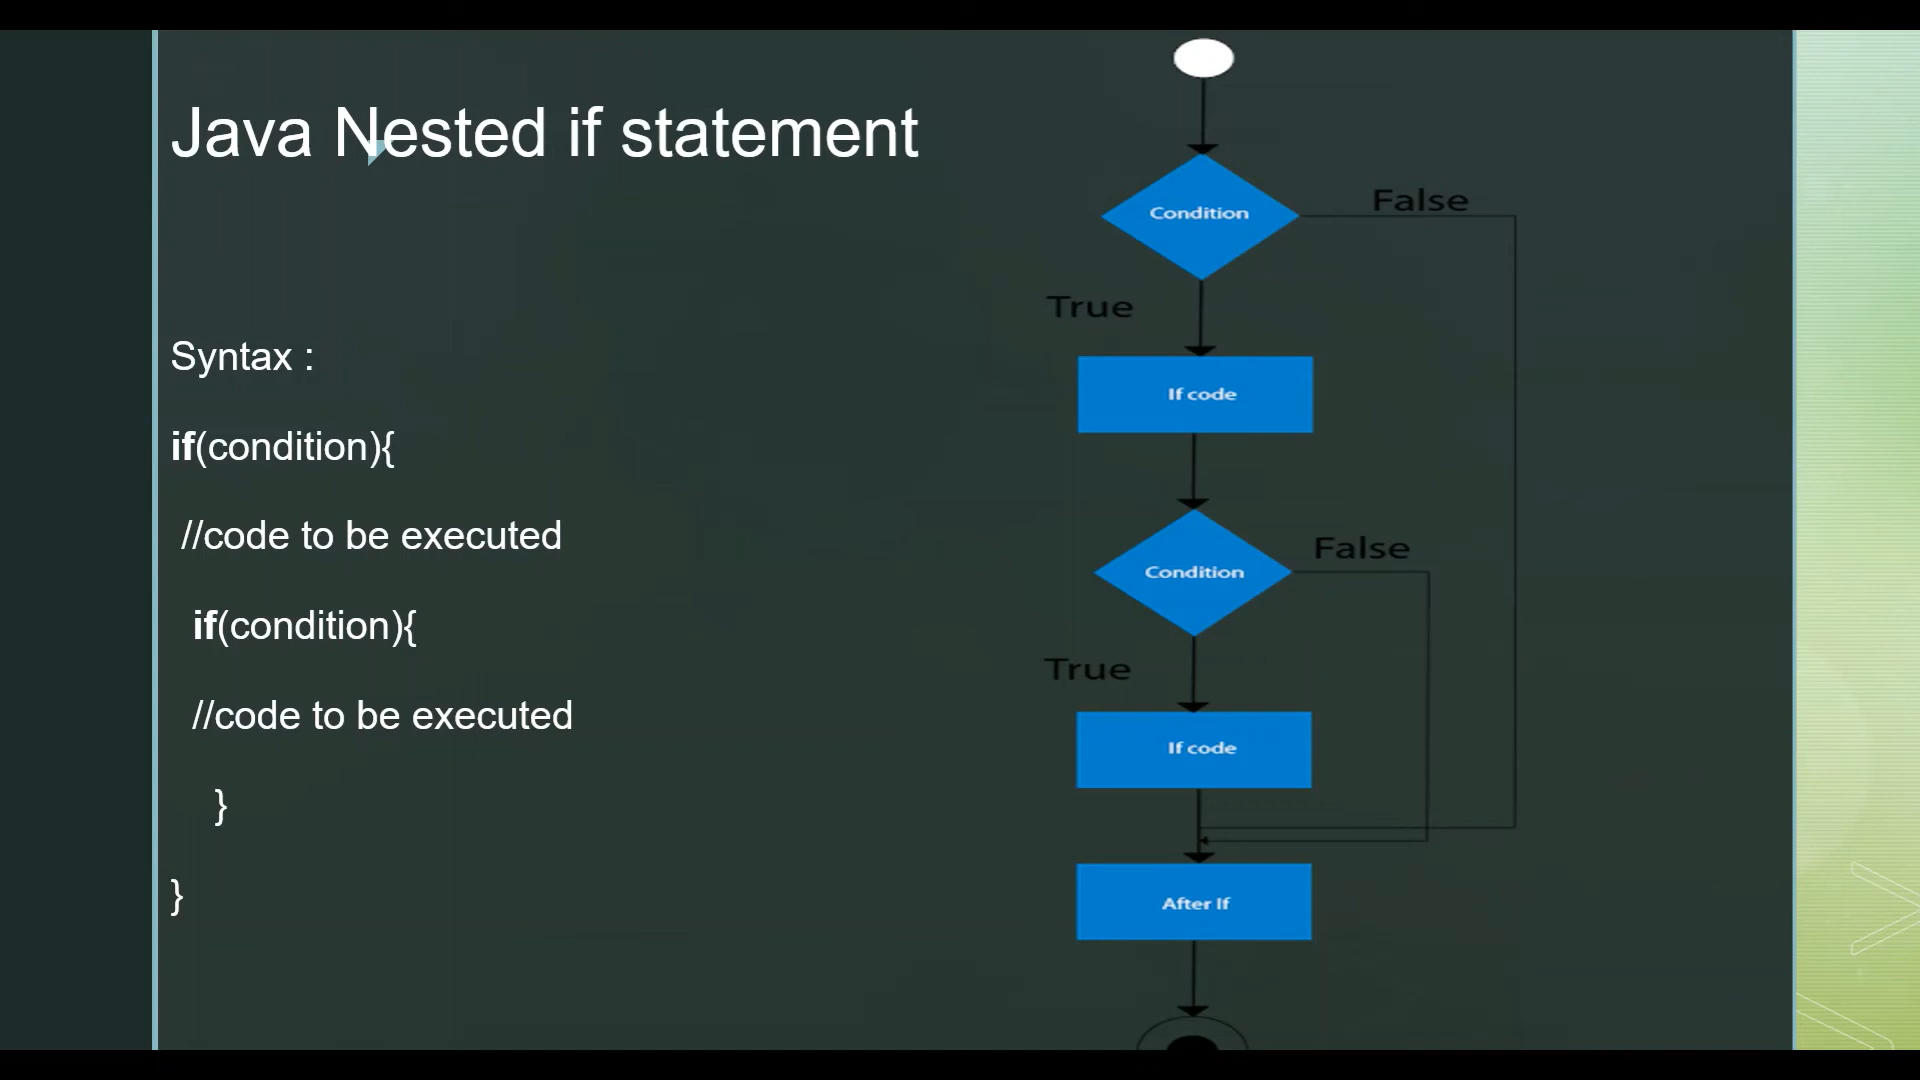 Java Nested if statement
Syntax :
if(condition){
//code to be executed
if(condition){
//code to be executed
}
}
Condition
False
True
If code
Condition
False
True
If code
After If